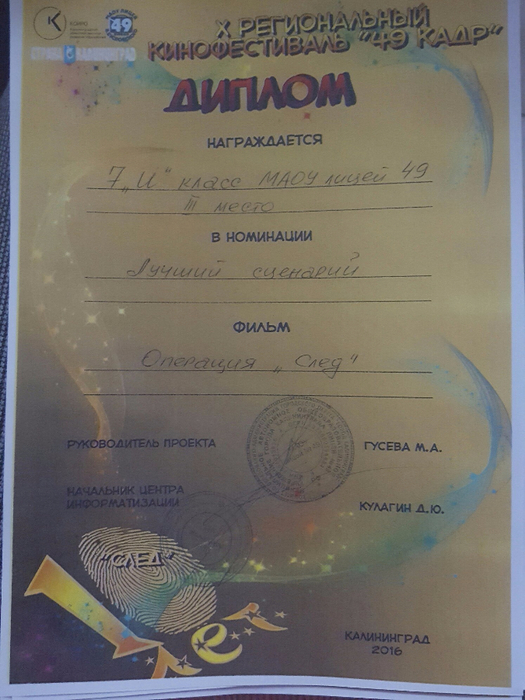 49
X РЕГИОНАЛЬНЫЙ
КИНОФЕСТИВАЛЬ "49 КАДР"
ДИПЛОМ
НАГРАЖДАЕТСЯ
7 „И" класс МАОУ лицей 49
III место
В НОМИНАЦИИ
Лучший сценарий
ФИЛЬМ
Операция „След"
РУКОВОДИТЕЛЬ ПРОЕКТА
ГУСЕВА М.А.
НАЧАЛЬНИК ЦЕНТРА
ИНФОРМАТИЗАЦИИ
КУЛАГИН Д.Ю.
"СЛЕД"
КАЛИНИНГРАД
2016